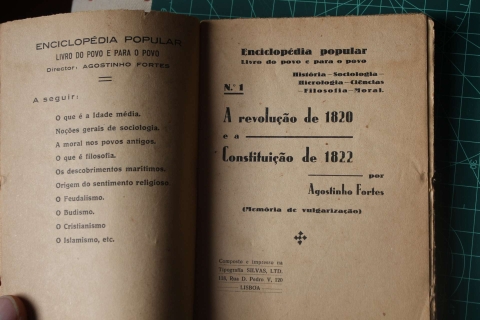 ENCICLOPÉDIA POPULAR
LIVRO DO POVO E PARA O POVO
Director: AGOSTINHO FORTES
A seguir:
O que é a Idade média.
Noções gerais de sociologia.
A moral nos povos antigos.
O que é filosofia.
Os descobrimentos marítimos.
Origem do sentimento religioso.
O Feudalismo.
O Budismo.
O Cristianismo
O Islamismo, etc.
Enciclopédia popular
Livro do povo e para o povo
História - Sociologia -
Hierologia - Ciências
- Filosofia - Moral.
N.º 1
A revolução de 1820
e a
Constituição de 1822
por
Agostinho Fortes
(Memória de vulgarização)
Composto e impresso na
Tipografia SILVAS, LTD.
Rua D. Pedro V,
LISBOA